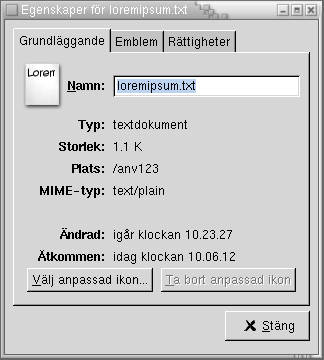 Egenskaper för loremipsum.txt
Grundläggande Emblem Rättigheter
Lorem
Namn: loremipsum.txt
Typ: textdokument
Storlek: 1.1 K
Plats: /anv123
MIME-typ: text/plain
Ändrad: igår klockan 10.23.27
Åtkommen: idag klockan 10.06.12
Välj anpassad ikon... Ta bort anpassad ikon
Stäng